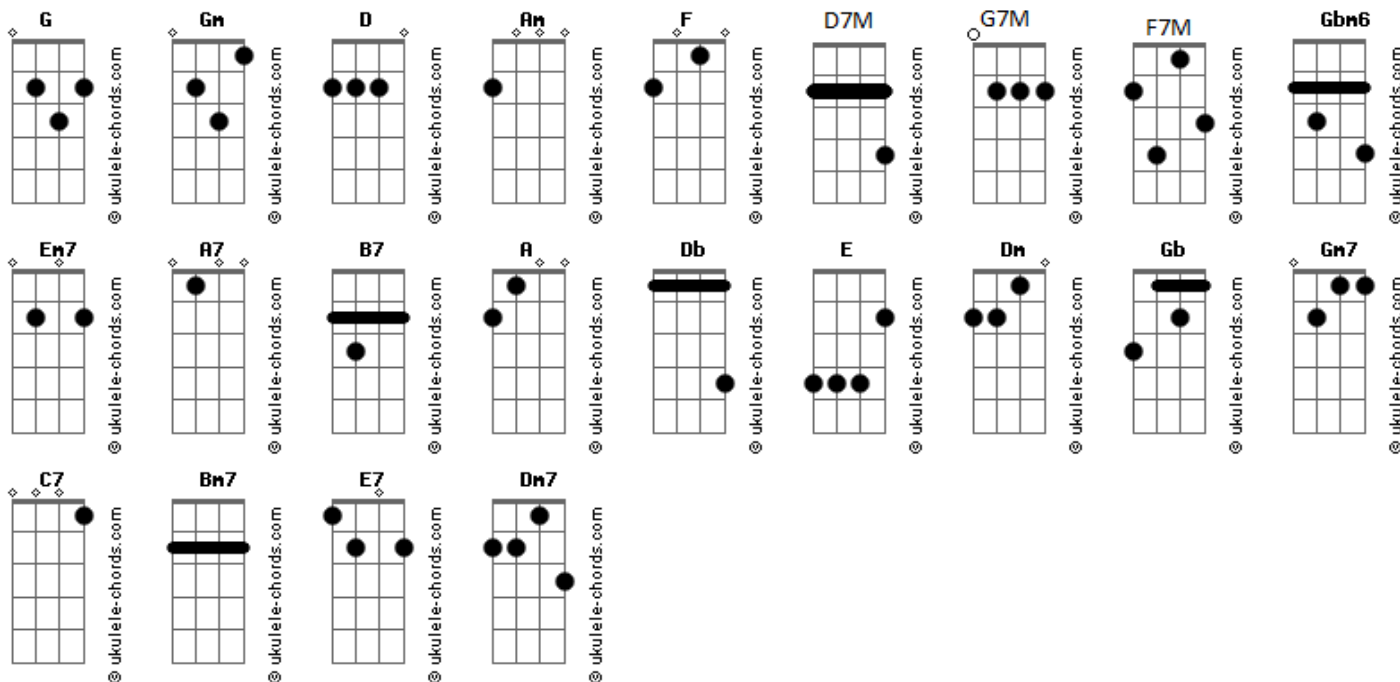 G Gm D Am F D7M G7M F7M Gbm6
© ukulele-chords.com © ukulele-chords.com © ukulele-chords.com © ukulele-chords.com © ukulele-chords.com © ukulele-chords.com © ukulele-chords.com © ukulele-chords.com © ukulele-chords.com
Em7 A7 B7 A Db E Dm Gb Gm7
© ukulele-chords.com © ukulele-chords.com © ukulele-chords.com © ukulele-chords.com © ukulele-chords.com © ukulele-chords.com © ukulele-chords.com © ukulele-chords.com © ukulele-chords.com
C7 Bm7 E7 Dm7
© ukulele-chords.com © ukulele-chords.com © ukulele-chords.com © ukulele-chords.com